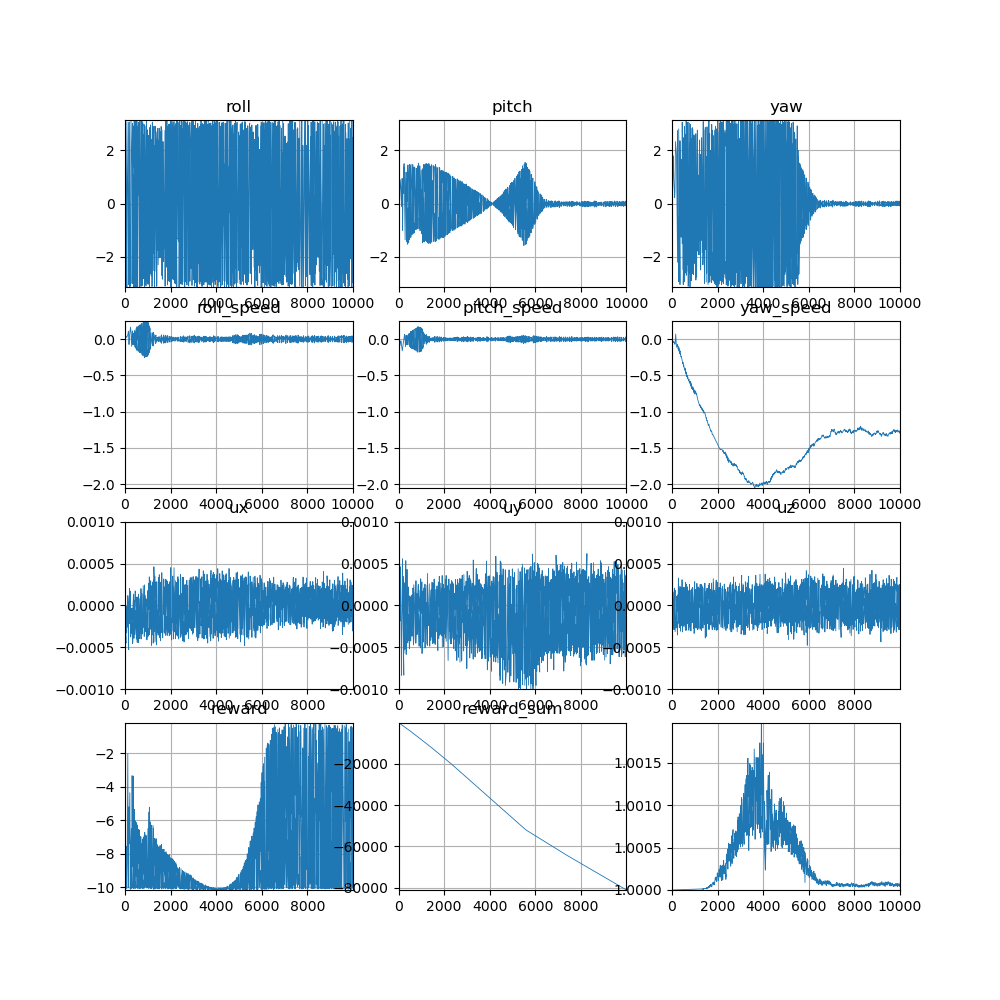 roll pitch yaw
2 2 2
0 0 0
−2 −2 −2
0 2000 4000 6000 8000 10000 0 2000 4000 6000 8000 10000 0 2000 4000 6000 8000 10000
roll_speed pitch_speed yaw_speed
0.0 0.0 0.0
−0.5 −0.5 −0.5
−1.0 −1.0 −1.0
−1.5 −1.5 −1.5
−2.0 −2.0 −2.0
0 2000 4000 6000 8000 10000 0 2000 4000 6000 8000 10000 0 2000 4000 6000 8000 10000
ux uy uz
0.0010 0.0010 0.0010
0.0005 0.0005 0.0005
0.0000 0.0000 0.0000
−0.0005 −0.0005 −0.0005
−0.0010 −0.0010 −0.0010
0 2000 4000 6000 8000 10000 0 2000 4000 6000 8000 10000 0 2000 4000 6000 8000
reward reward_sum
−2 −20000 1.0015
−4 −40000 1.0010
−6 −60000 1.0005
−8 −80000 1.0000
−10
0 2000 4000 6000 8000 0 2000 4000 6000 8000 0 2000 4000 6000 8000 10000